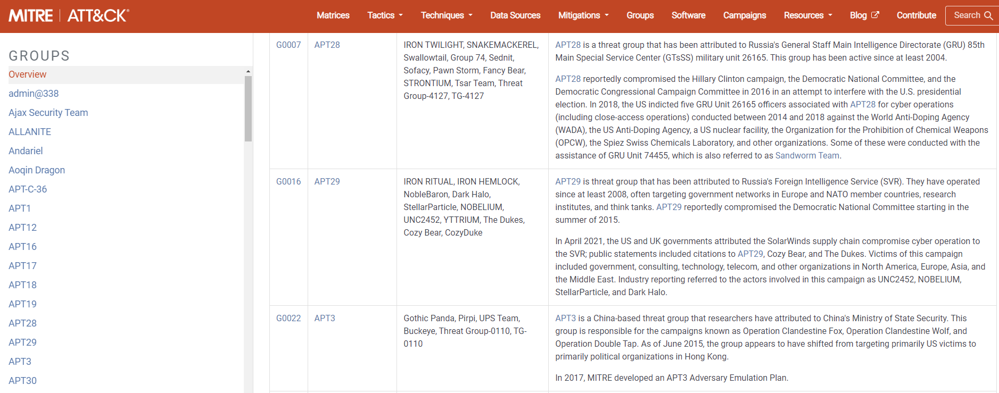 MITRE | ATT&CK®
Matrices Tactics Techniques Data Sources Mitigations Groups Software Campaigns Resources Blog Contribute Search
GROUPS
Overview
admin@338
Ajax Security Team
ALLANITE
Andariel
Aoqin Dragon
APT-C-36
APT1
APT12
APT16
APT17
APT18
APT19
APT28
APT29
APT3
APT30
G0007
APT28
IRON TWILIGHT, SNAKEMACKEREL,
Swallowtail, Group 74, Sednit,
Sofacy, Pawn Storm, Fancy Bear,
STRONTIUM, Tsar Team, Threat
Group-4127, TG-4127
APT28 is a threat group that has been attributed to Russia's General Staff Main Intelligence Directorate (GRU) 85th
Main Special Service Center (GTsSS) military unit 26165. This group has been active since at least 2004.
APT28 reportedly compromised the Hillary Clinton campaign, the Democratic National Committee, and the
Democratic Congressional Campaign Committee in 2016 in an attempt to interfere with the U.S. presidential
election. In 2018, the US indicted five GRU Unit 26165 officers associated with APT28 for cyber operations
(including close-access operations) conducted between 2014 and 2018 against the World Anti-Doping Agency
(WADA), the US Anti-Doping Agency, a US nuclear facility, the Organization for the Prohibition of Chemical Weapons
(OPCW), the Spiez Swiss Chemicals Laboratory, and other organizations. Some of these were conducted with the
assistance of GRU Unit 74455, which is also referred to as Sandworm Team.
G0016
APT29
IRON RITUAL, IRON HEMLOCK,
NobleBaron, Dark Halo,
StellarParticle, NOBELIUM,
UNC2452, YTTRIUM, The Dukes,
Cozy Bear, CozyDuke
APT29 is threat group that has been attributed to Russia's Foreign Intelligence Service (SVR). They have operated
since at least 2008, often targeting government networks in Europe and NATO member countries, research
institutes, and think tanks. APT29 reportedly compromised the Democratic National Committee starting in the
summer of 2015.
In April 2021, the US and UK governments attributed the SolarWinds supply chain compromise cyber operation to
the SVR; public statements included citations to APT29, Cozy Bear, and The Dukes. Victims of this campaign
included government, consulting, technology, telecom, and other organizations in North America, Europe, Asia, and
the Middle East. Industry reporting referred to the actors involved in this campaign as UNC2452, NOBELIUM,
StellarParticle, and Dark Halo.
G0022
APT3
Gothic Panda, Pirpi, UPS Team,
Buckeye, Threat Group-0110, TG-
0110
APT3 is a China-based threat group that researchers have attributed to China's Ministry of State Security. This
group is responsible for the campaigns known as Operation Clandestine Fox, Operation Clandestine Wolf, and
Operation Double Tap. As of June 2015, the group appears to have shifted from targeting primarily US victims to
primarily political organizations in Hong Kong.
In 2017, MITRE developed an APT3 Adversary Emulation Plan.